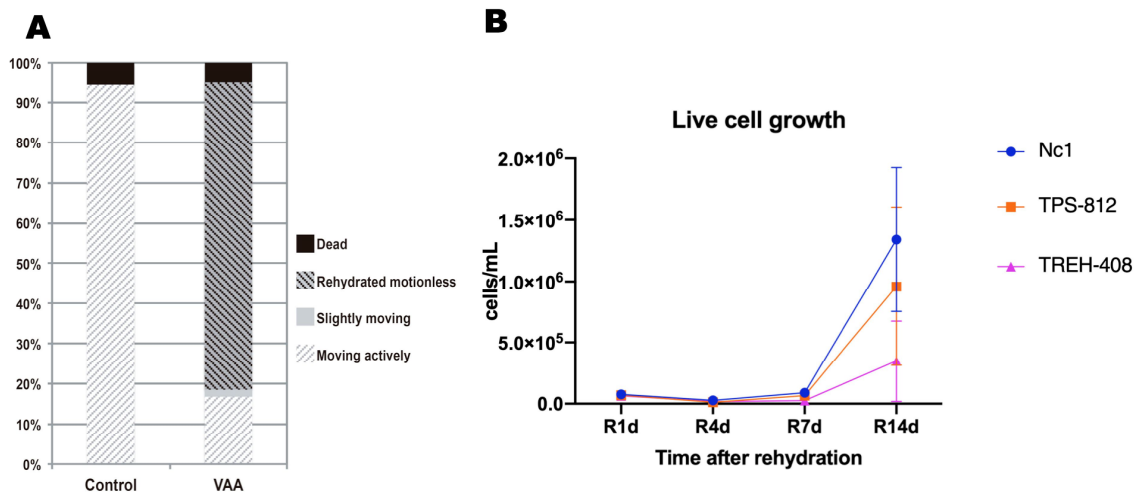 A
100%
90%
80%
70%
60%
50%
40%
30%
20%
10%
0%
Control
VAA
Dead
Rehydrated motionless
Slightly moving
Moving actively
B
Live cell growth
cells/mL
2.0×10⁶
1.5×10⁶
1.0×10⁶
5.0×10⁵
0.0
R1d
R4d
R7d
R14d
Time after rehydration
Nc1
TPS-812
TREH-408